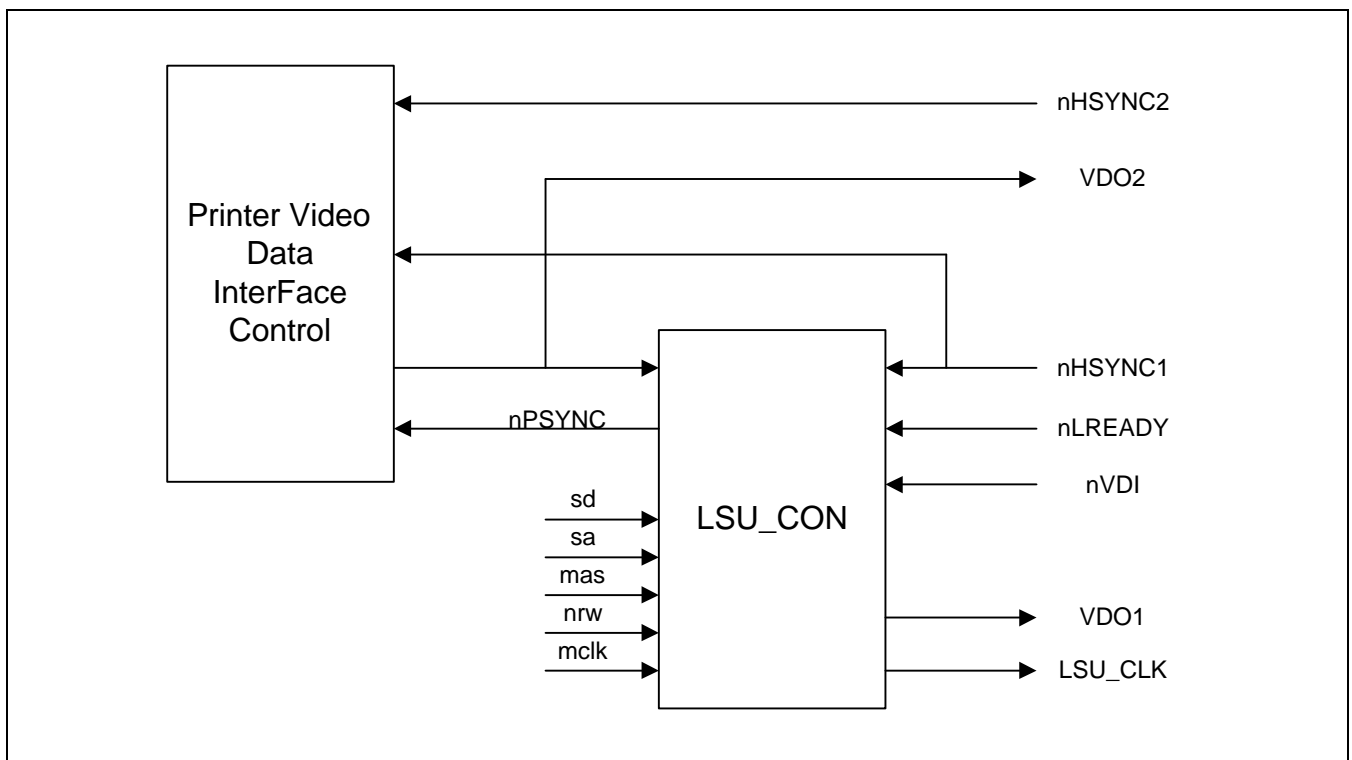 nHSYNC2
VDO2
Printer Video
Data
InterFace
Control
nHSYNC1
nPSYNC
nLREADY
nVDI
sd
sa
mas
nrw
mclk
LSU_CON
VDO1
LSU_CLK